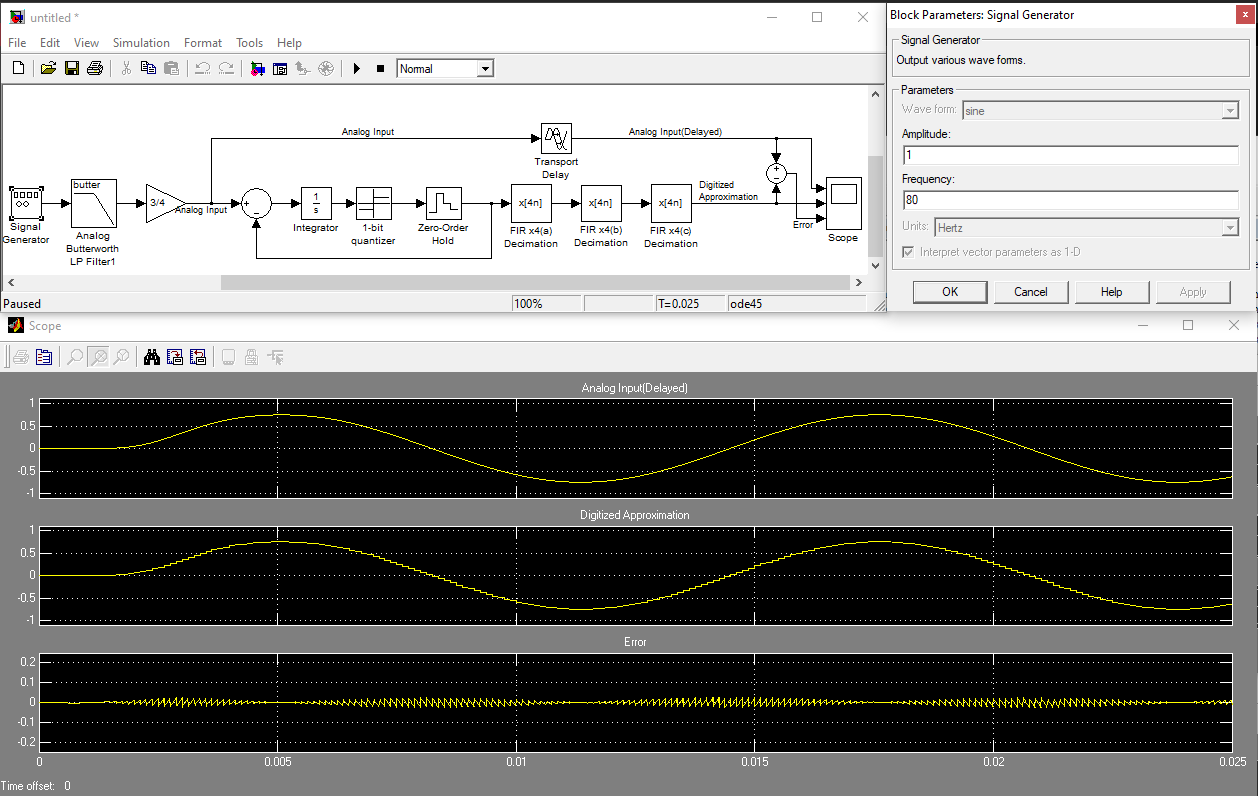 untitled *
File Edit View Simulation Format Tools Help
Normal
Analog Input
Analog Input(Delayed)
Transport
Delay
butter
3/4
Analog Input
1
s
x[4n]
x[4n]
x[4n]
Digitized
Approximation
Signal
Generator
Analog
Butterworth
LP Filter1
Integrator
1-bit
quantizer
Zero-Order
Hold
FIR x4(a)
Decimation
FIR x4(b)
Decimation
FIR x4(c)
Decimation
Error
Scope
Paused 100% T=0.025 ode45
Block Parameters: Signal Generator
Signal Generator
Output various wave forms.
Parameters
Wave form: sine
Amplitude:
1
Frequency:
80
Units: Hertz
Interpret vector parameters as 1-D
OK Cancel Help Apply
Scope
Analog Input(Delayed)
1
0.5
0
-0.5
-1
Digitized Approximation
1
0.5
0
-0.5
-1
Error
0.2
0.1
0
-0.1
-0.2
0 0.005 0.01 0.015 0.02 0.025
Time offset: 0